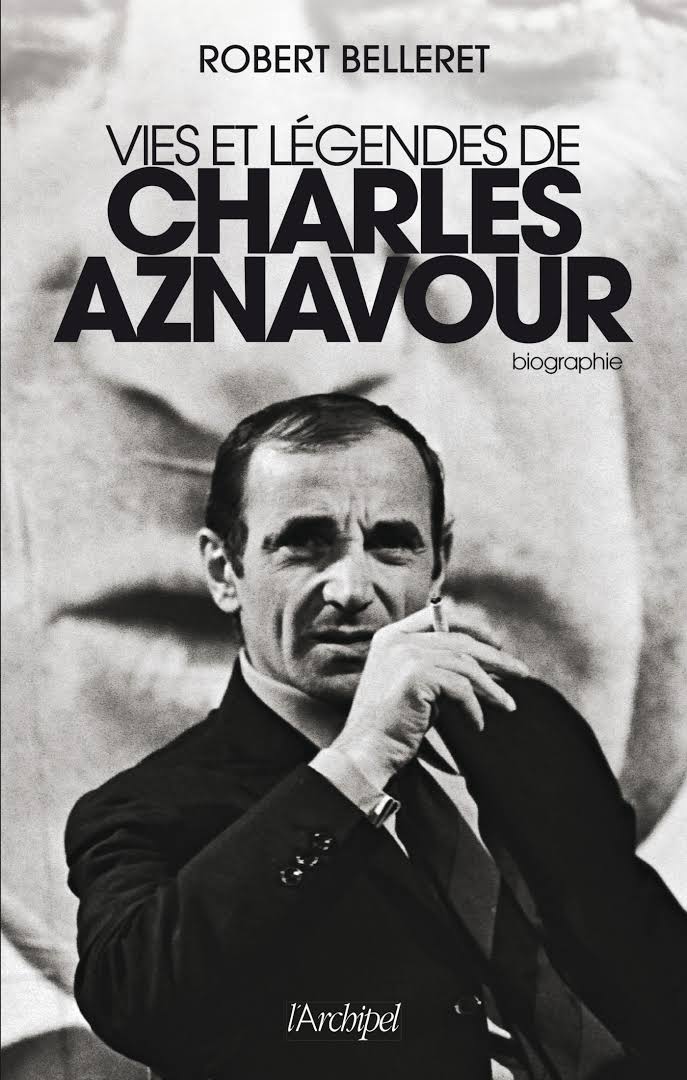 ROBERT BELLERET
VIES ET LÉGENDES DE
CHARLES
AZNAVOUR
biographie
l'Archipel